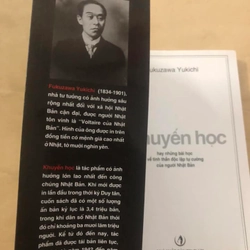 Fukuzawa Yukichi (1834-1901),
nhà tư tưởng có ảnh hưởng sâu
rộng nhất đối với xã hội Nhật
Bản cận đại, được người Nhật
tôn vinh là "Voltaire của Nhật
Bản". Hình của ông được in trên
đồng tiền có mệnh giá cao nhất
ở Nhật, tờ mười nghìn yên.
Khuyến học là tác phẩm có ảnh
hưởng lớn lao nhất đến công
chúng Nhật Bản. Khi mới được
in lần đầu trong thời kỳ Duy tân,
cuốn sách đã có một số lượng
ấn bản kỷ lục là 3,4 triệu bản,
trong khi dân số Nhật Bản thời
đó chỉ khoảng ba mươi lăm triệu
người. Kể từ đó đến nay, tác
phẩm đã được tái bản liên tục,
ukuzawa Yukichi
huyến học
hay những bài học
về tinh thần độc lập tự cường
của người Nhật Bản